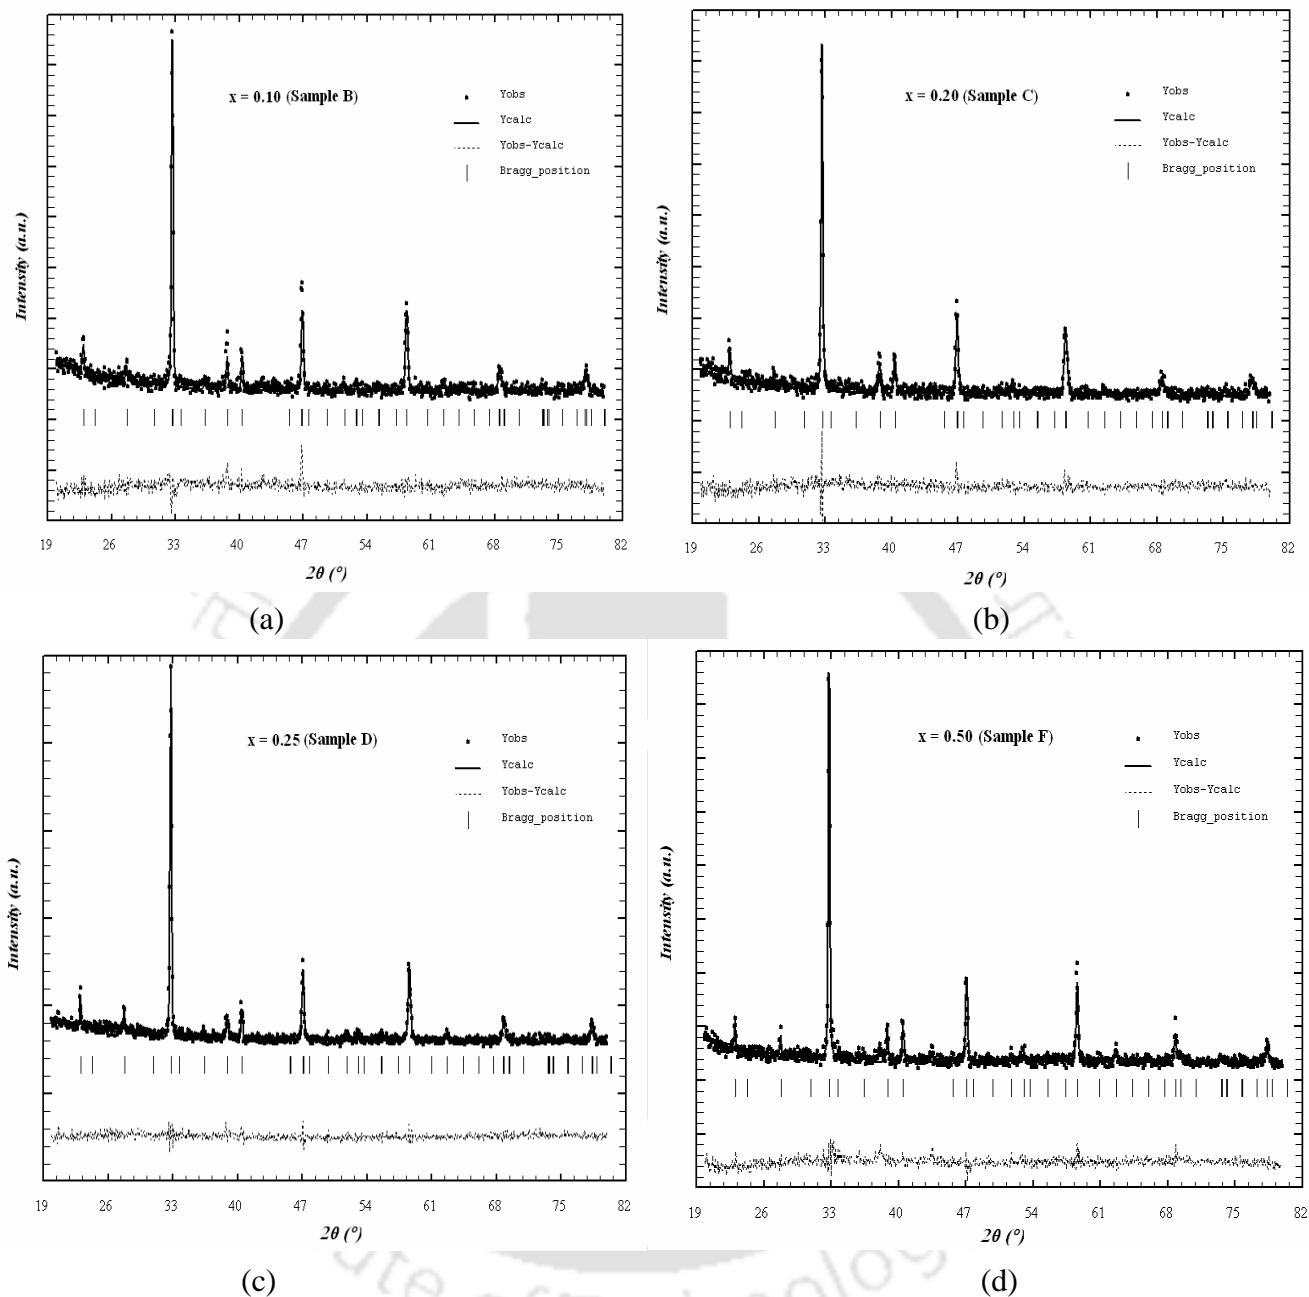 x = 0.10 (Sample B)
Yobs
Ycalc
Yobs-Ycalc
Bragg_position
Intensity (a.u.)
19 26 33 40 47 54 61 68 75 82
2θ (°)
(a)
x = 0.20 (Sample C)
Yobs
Ycalc
Yobs-Ycalc
Bragg_position
Intensity (a.u.)
19 26 33 40 47 54 61 68 75 82
2θ (°)
(b)
x = 0.25 (Sample D)
Yobs
Ycalc
Yobs-Ycalc
Bragg_position
Intensity (a.u.)
19 26 33 40 47 54 61 68 75 82
2θ (°)
(c)
x = 0.50 (Sample F)
Yobs
Ycalc
Yobs-Ycalc
Bragg_position
Intensity (a.u.)
19 26 33 40 47 54 61 68 75 82
2θ (°)
(d)